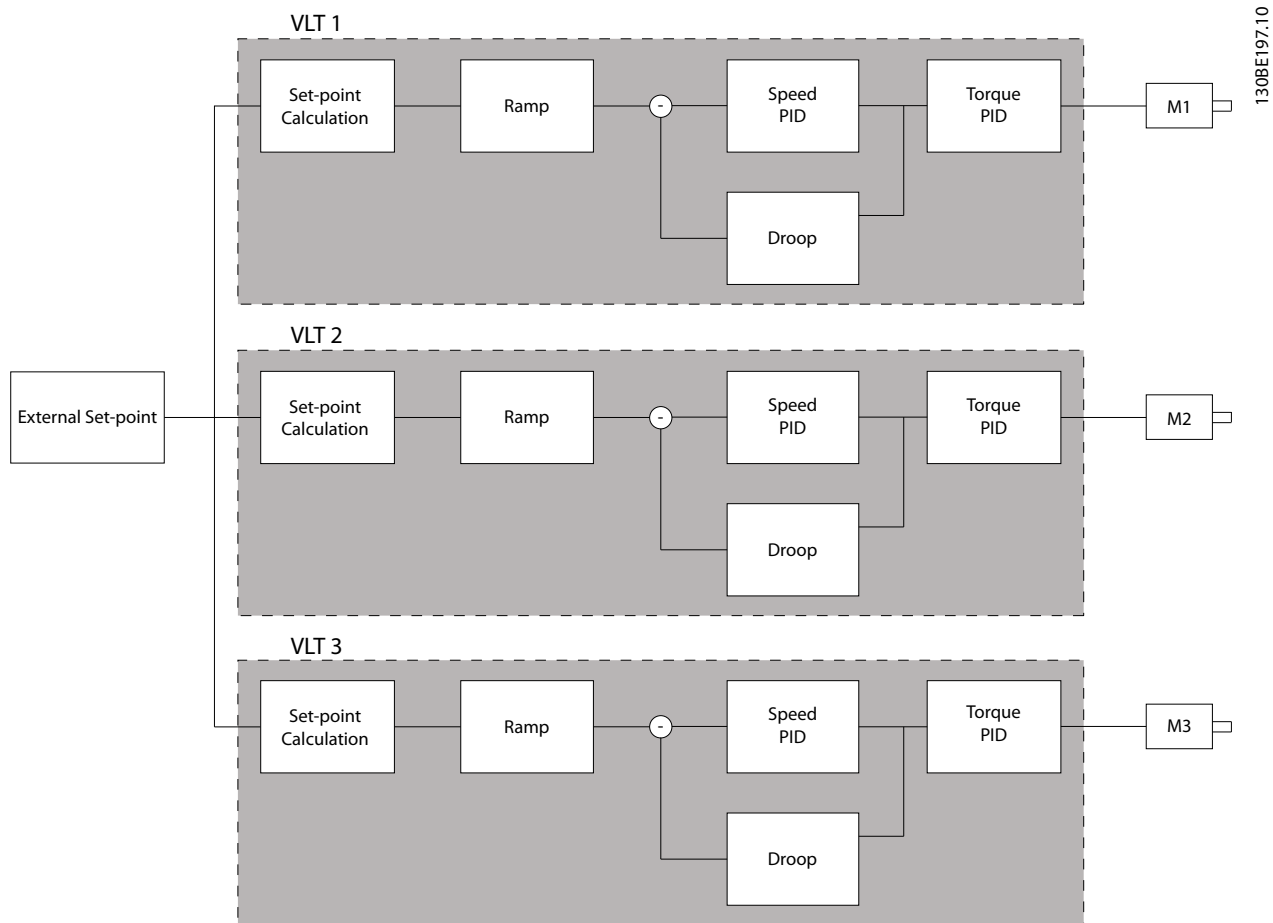 130BE197.10
VLT 1
Set-point
Calculation
Ramp
-
Speed
PID
Torque
PID
M1
Droop
VLT 2
External Set-point
Set-point
Calculation
Ramp
-
Speed
PID
Torque
PID
M2
Droop
VLT 3
Set-point
Calculation
Ramp
-
Speed
PID
Torque
PID
M3
Droop